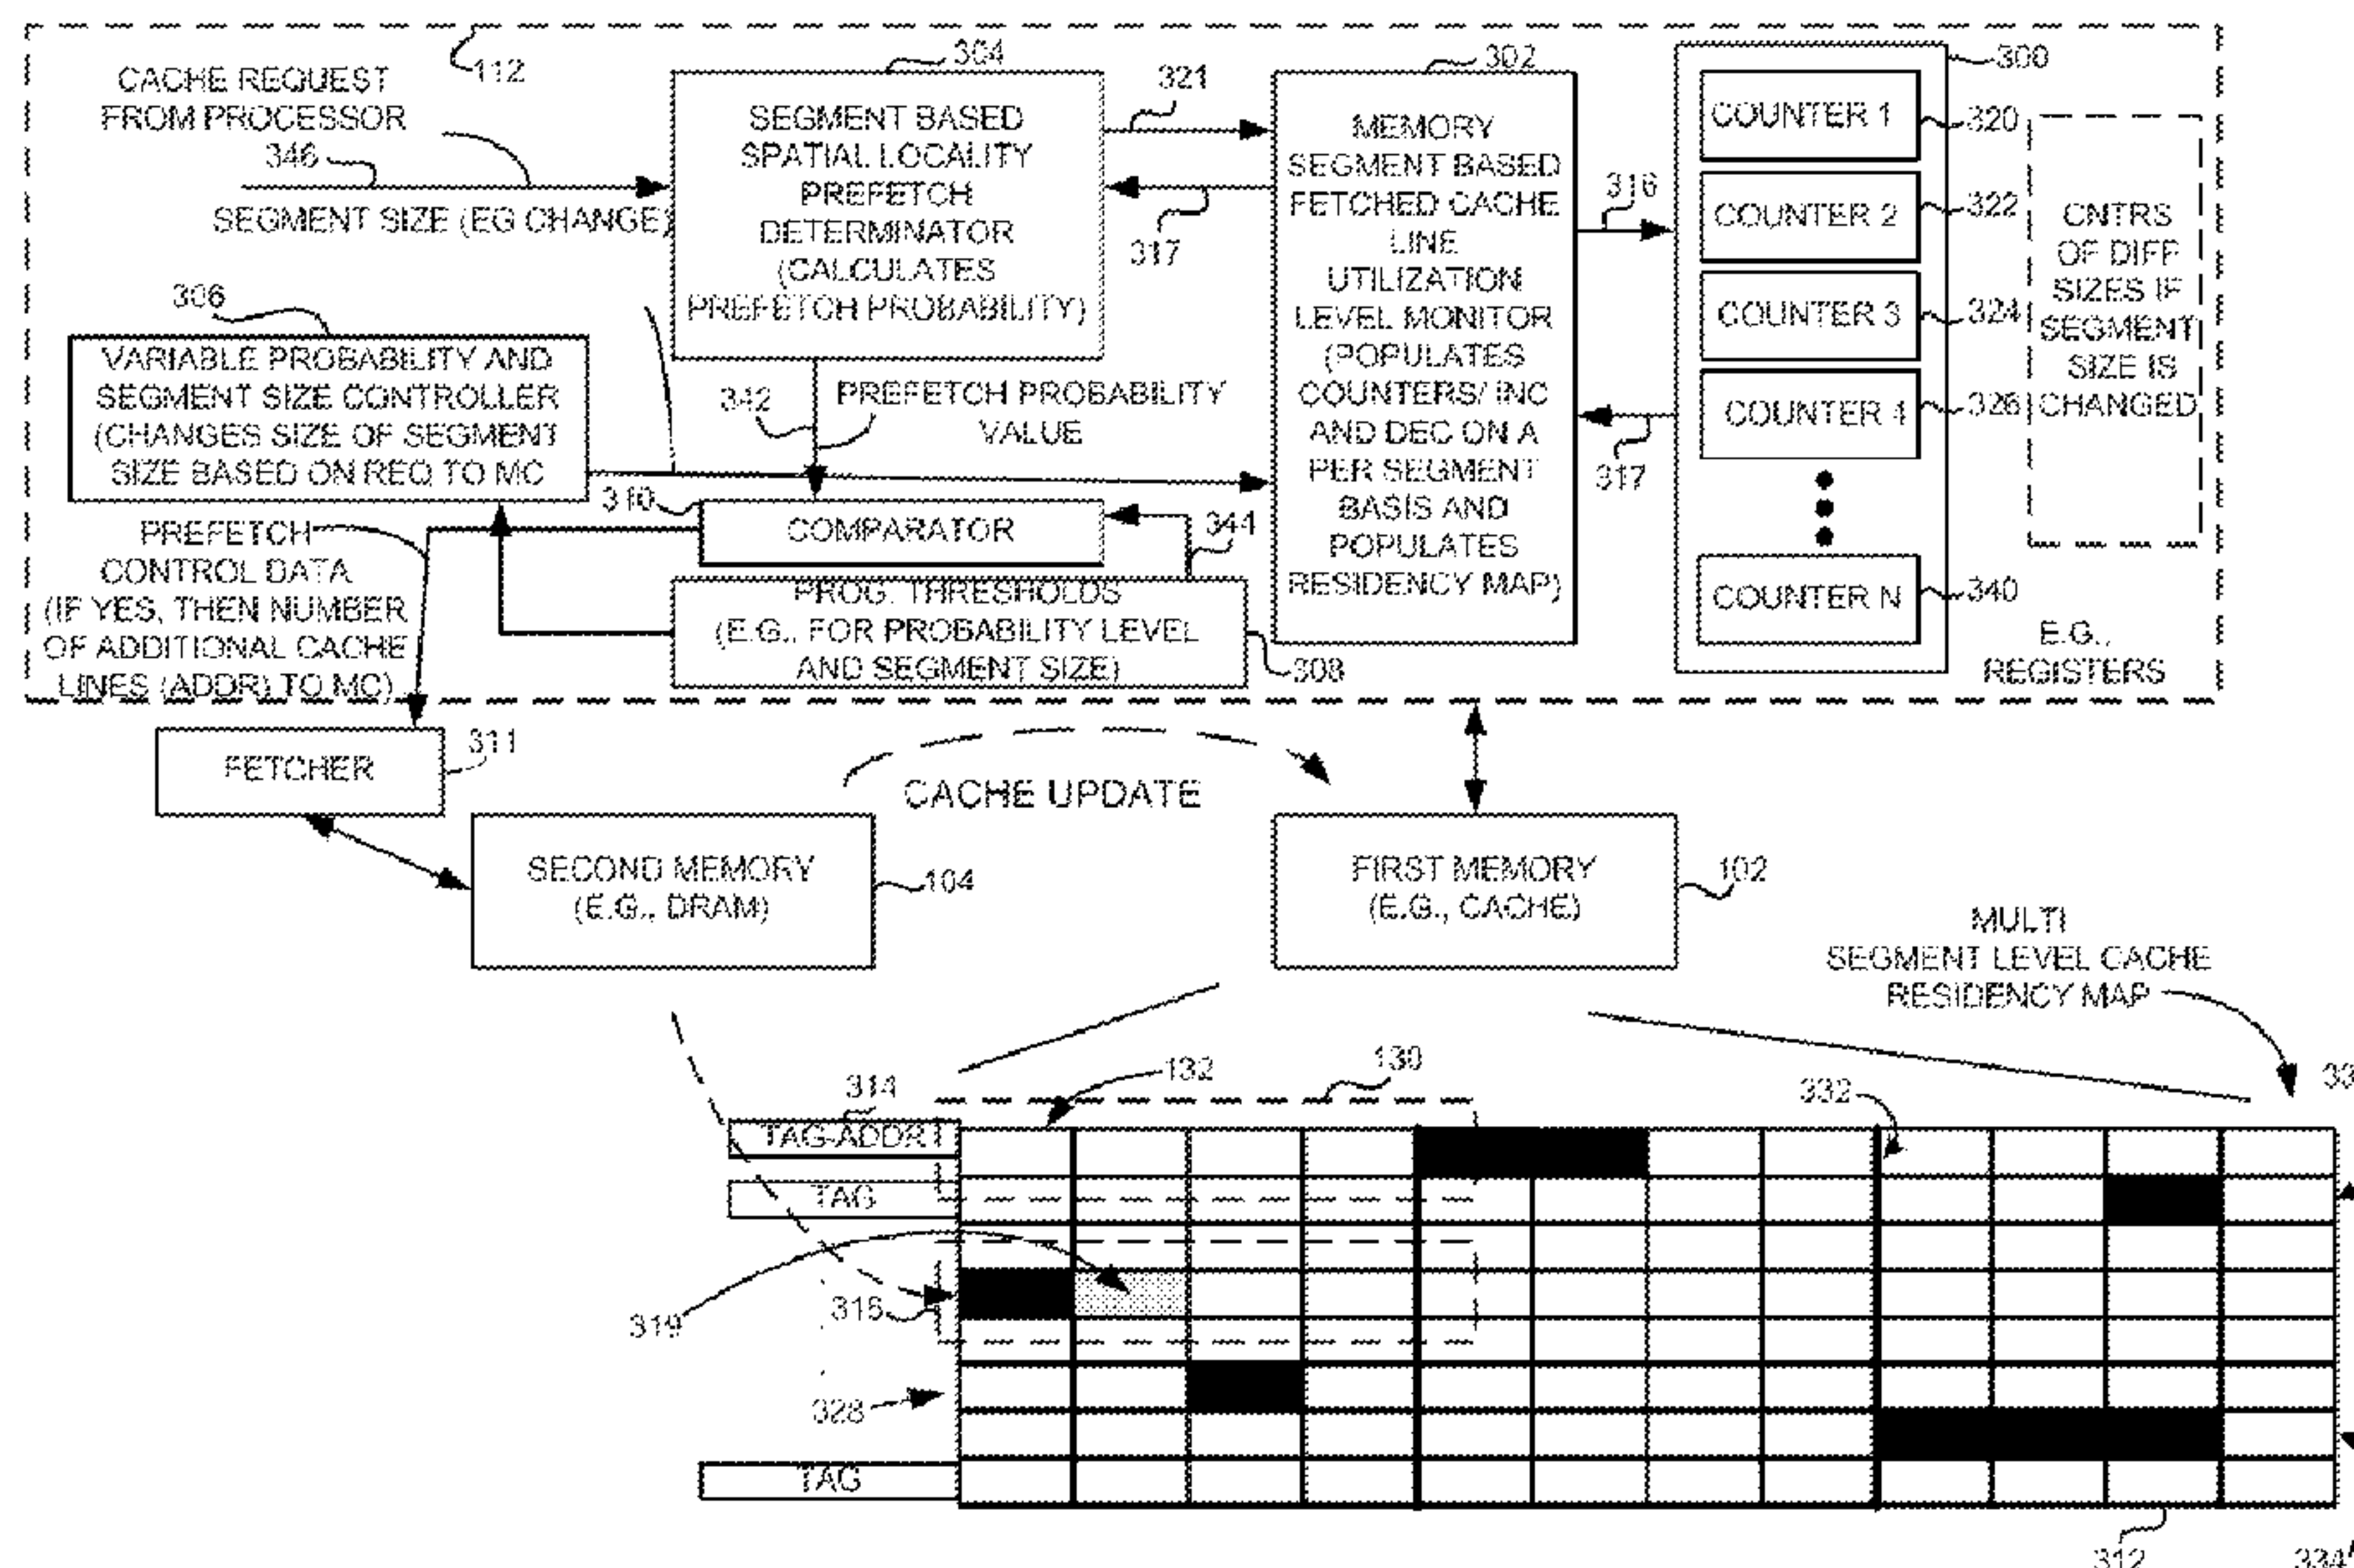 112
CACHE REQUEST
FROM PROCESSOR
346
SEGMENT SIZE (EG CHANGE)
304
SEGMENT BASED
SPATIAL LOCALITY
PREFETCH
DETERMINATOR
(CALCULATES
PREFETCH PROBABILITY)
321
317
302
MEMORY
SEGMENT BASED
FETCHED CACHE
LINE
UTILIZATION
LEVEL MONITOR
(POPULATES
COUNTERS/ INC
AND DEC ON A
PER SEGMENT
BASIS AND
POPULATES
RESIDENCY MAP)
316
317
300
COUNTER 1
320
COUNTER 2
322
COUNTER 3
324
COUNTER 4
326
COUNTER N
340
CNTRS
OF DIFF
SIZES IF
SEGMENT
SIZE IS
CHANGED
E.G.,
REGISTERS
306
VARIABLE PROBABILITY AND
SEGMENT SIZE CONTROLLER
(CHANGES SIZE OF SEGMENT
SIZE BASED ON REQ TO MC
342
PREFETCH PROBABILITY
VALUE
310
COMPARATOR
344
PROG. THRESHOLDS
(E.G., FOR PROBABILITY LEVEL
AND SEGMENT SIZE)
308
PREFETCH
CONTROL DATA
(IF YES, THEN NUMBER
OF ADDITIONAL CACHE
LINES (ADDR) TO MC)
FETCHER
311
CACHE UPDATE
SECOND MEMORY
(E.G., DRAM)
104
FIRST MEMORY
(E.G., CACHE)
102
MULTI
SEGMENT LEVEL CACHE
RESIDENCY MAP
314
132
130
332
TAG-ADDR
TAG
319
328
TAG
312
334